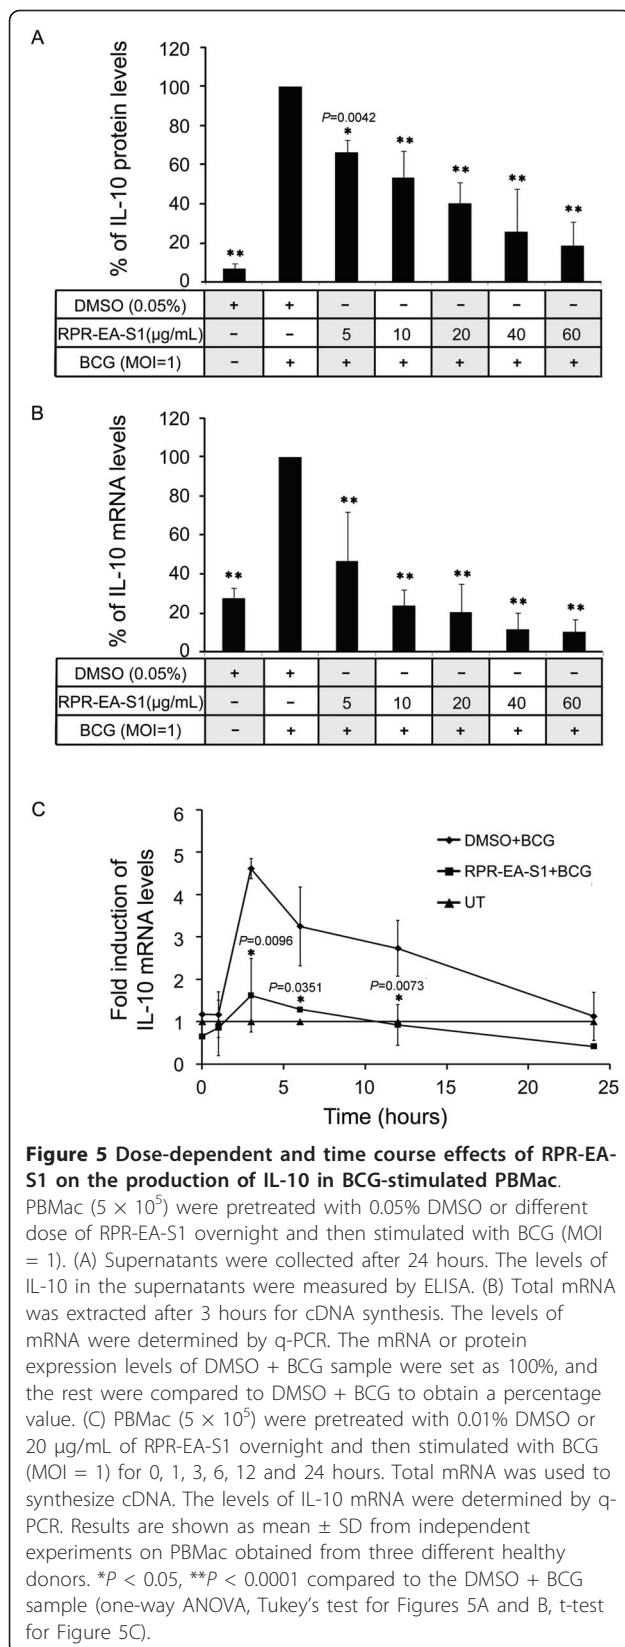 A
% of IL-10 protein levels
120
100
80
60
40
20
0
**
P=0.0042
*
**
**
**
**
DMSO (0.05%) + + − − − − −
RPR-EA-S1(µg/mL) − − 5 10 20 40 60
BCG (MOI=1) − + + + + + +
B
% of IL-10 mRNA levels
120
100
80
60
40
20
0
**
**
**
**
**
**
DMSO (0.05%) + + − − − − −
RPR-EA-S1(µg/mL) − − 5 10 20 40 60
BCG (MOI=1) − + + + + + +
C
Fold induction of
IL-10 mRNA levels
6
5
4
3
2
1
0
DMSO+BCG
RPR-EA-S1+BCG
UT
P=0.0096
*
P=0.0351
*
P=0.0073
*
0 5 10 15 20 25
Time (hours)
Figure 5 Dose-dependent and time course effects of RPR-EA-
S1 on the production of IL-10 in BCG-stimulated PBMac.
PBMac (5 × 10⁵) were pretreated with 0.05% DMSO or different
dose of RPR-EA-S1 overnight and then stimulated with BCG (MOI
= 1). (A) Supernatants were collected after 24 hours. The levels of
IL-10 in the supernatants were measured by ELISA. (B) Total mRNA
was extracted after 3 hours for cDNA synthesis. The levels of
mRNA were determined by q-PCR. The mRNA or protein
expression levels of DMSO + BCG sample were set as 100%, and
the rest were compared to DMSO + BCG to obtain a percentage
value. (C) PBMac (5 × 10⁵) were pretreated with 0.01% DMSO or
20 µg/mL of RPR-EA-S1 overnight and then stimulated with BCG
(MOI = 1) for 0, 1, 3, 6, 12 and 24 hours. Total mRNA was used to
synthesize cDNA. The levels of IL-10 mRNA were determined by q-
PCR. Results are shown as mean ± SD from independent
experiments on PBMac obtained from three different healthy
donors. *P < 0.05, **P < 0.0001 compared to the DMSO + BCG
sample (one-way ANOVA, Tukey's test for Figures 5A and B, t-test
for Figure 5C).